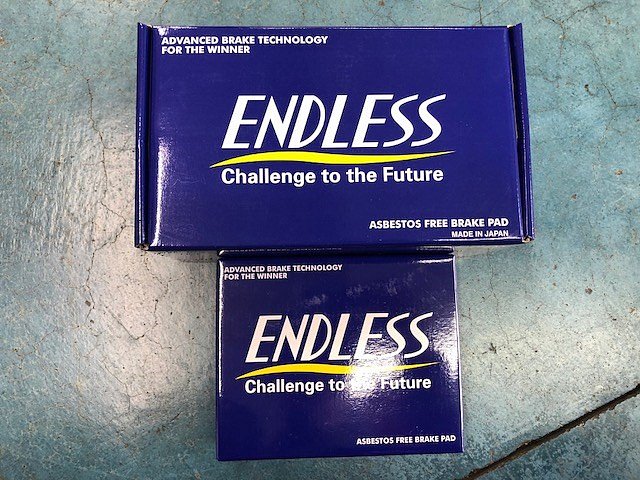 ADVANCED BRAKE TECHNOLOGY
FOR THE WINNER
ENDLESS
Challenge to the Future
ASBESTOS FREE BRAKE PAD
MADE IN JAPAN
ADVANCED BRAKE TECHNOLOGY
FOR THE WINNER
ENDLESS
Challenge to the Future
ASBESTOS FREE BRAKE PAD